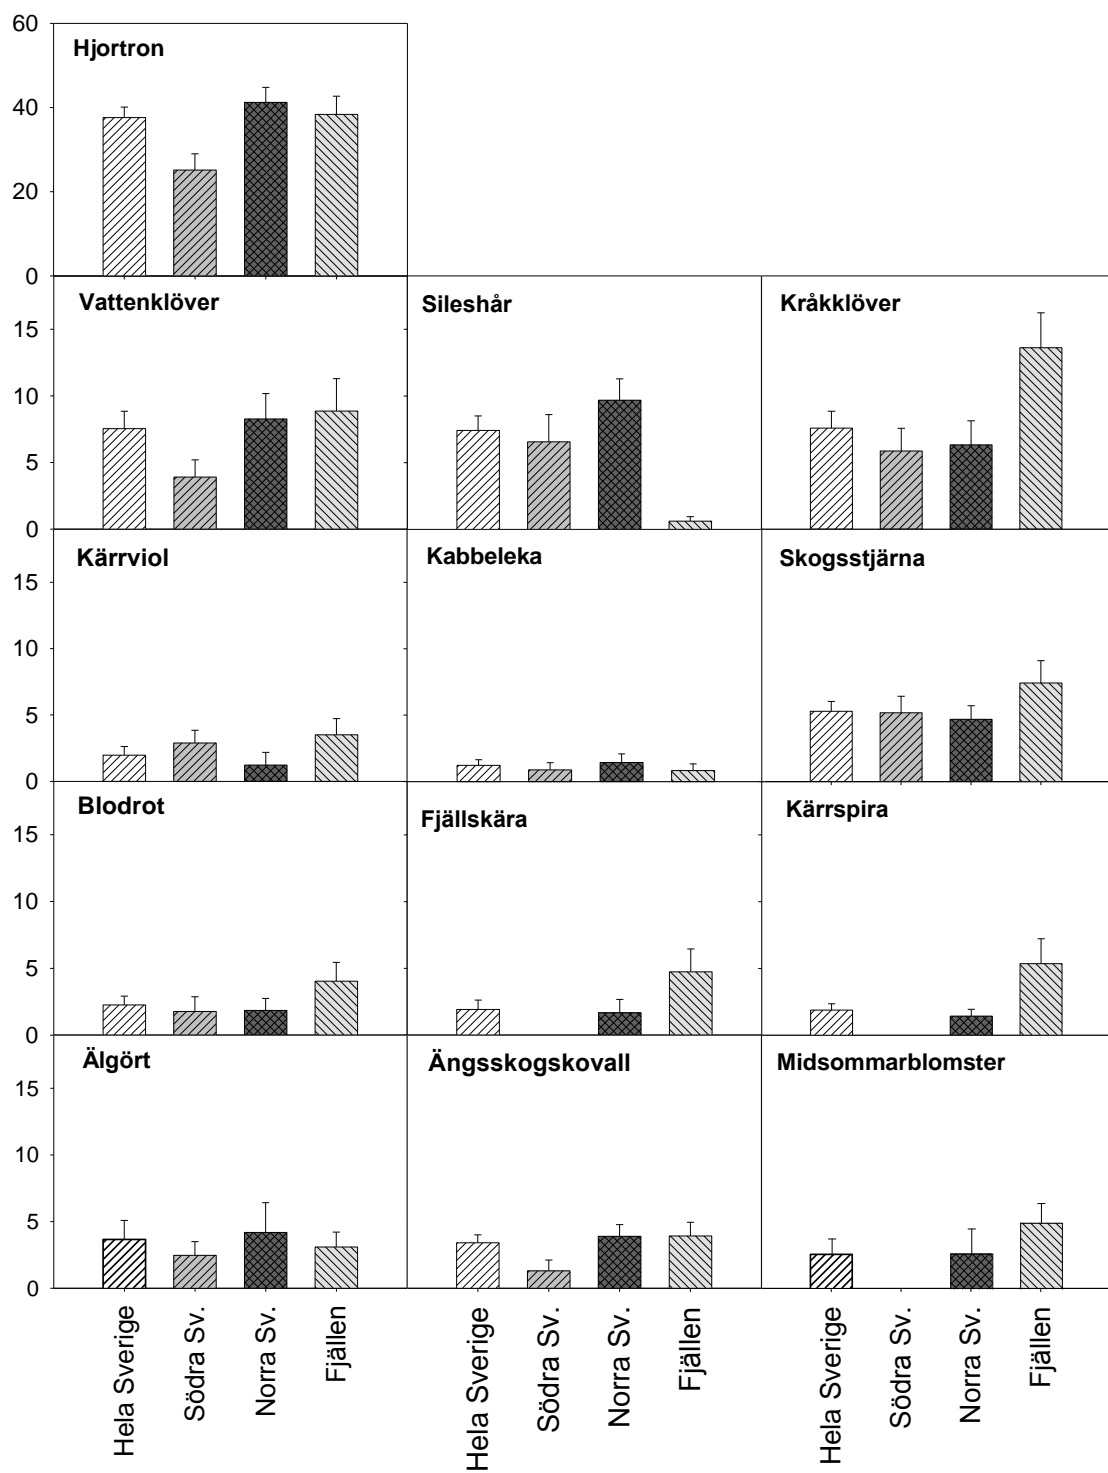 60
Hjortron
40
20
0
Vattenklöver
Sileshår
Kråkklöver
15
10
5
0
Kärrviol
Kabbeleka
Skogsstjärna
15
10
5
0
Blodrot
Fjällskära
Kärrspira
15
10
5
0
Älgört
Ängsskogskovall
Midsommarblomster
15
10
5
0
Hela Sverige
Södra Sv.
Norra Sv.
Fjällen
Hela Sverige
Södra Sv.
Norra Sv.
Fjällen
Hela Sverige
Södra Sv.
Norra Sv.
Fjällen